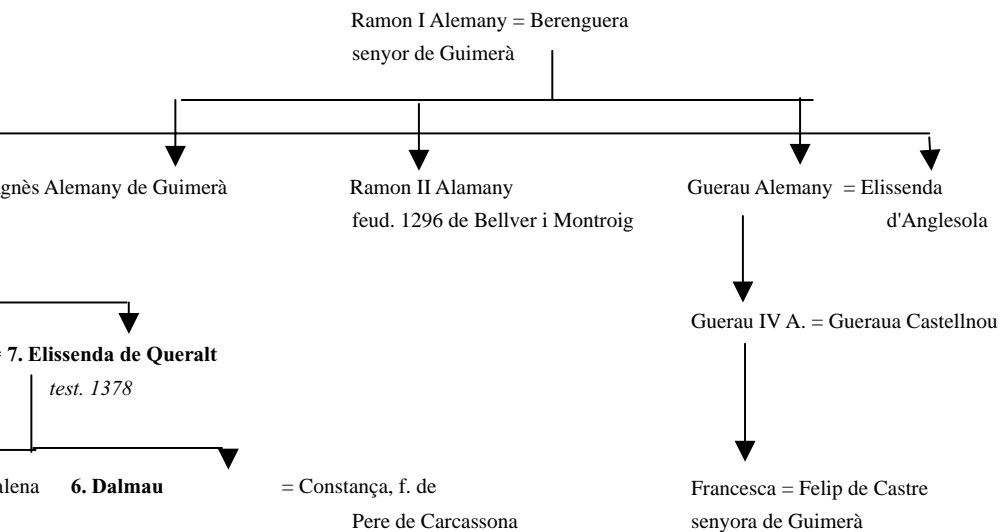 Ramon I Alemany = Berenguera
senyor de Guimerà
gnès Alemany de Guimerà
Ramon II Alamany
feud. 1296 de Bellver i Montroig
Guerau Alemany = Elissenda
d'Anglesola
Guerau IV A. = Gueraua Castellnou
7. Elissenda de Queralt
test. 1378
alena 6. Dalmau = Constança, f. de
Pere de Carcassona
Francesca = Felip de Castre
senyora de Guimerà